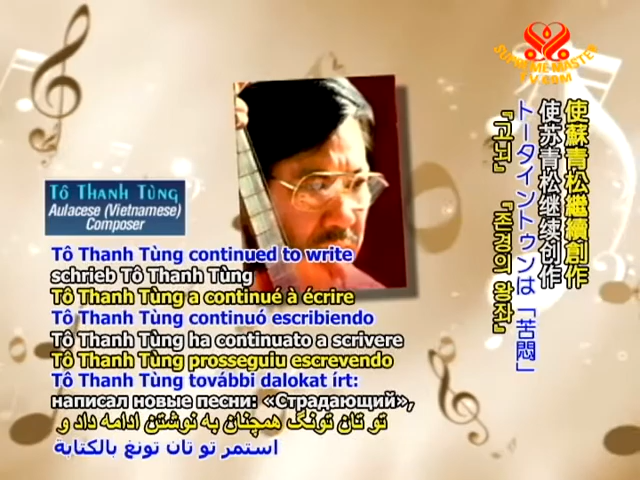 SUPREME MASTER
TV.COM
TÔ THANH TÙNG
Aulacese (Vietnamese)
Composer
使蘇青松繼續創作
使苏青松继续创作
トータイントゥンは「苦悶」
『고뇌』
Tô Thanh Tùng continued to write
schrieb Tô Thanh Tùng
Tô Thanh Tùng a continué à écrire
Tô Thanh Tùng continuó escribiendo
Tô Thanh Tùng ha continuato a scrivere
Tô Thanh Tùng prosseguiu escrevendo
Tô Thanh Tùng további dalokat írt:
написал новые песни: «Страдающий»,
تو تان تونگ همچنان به نوشتن ادامه داد و
استمر تو تان تونغ بالكتابة